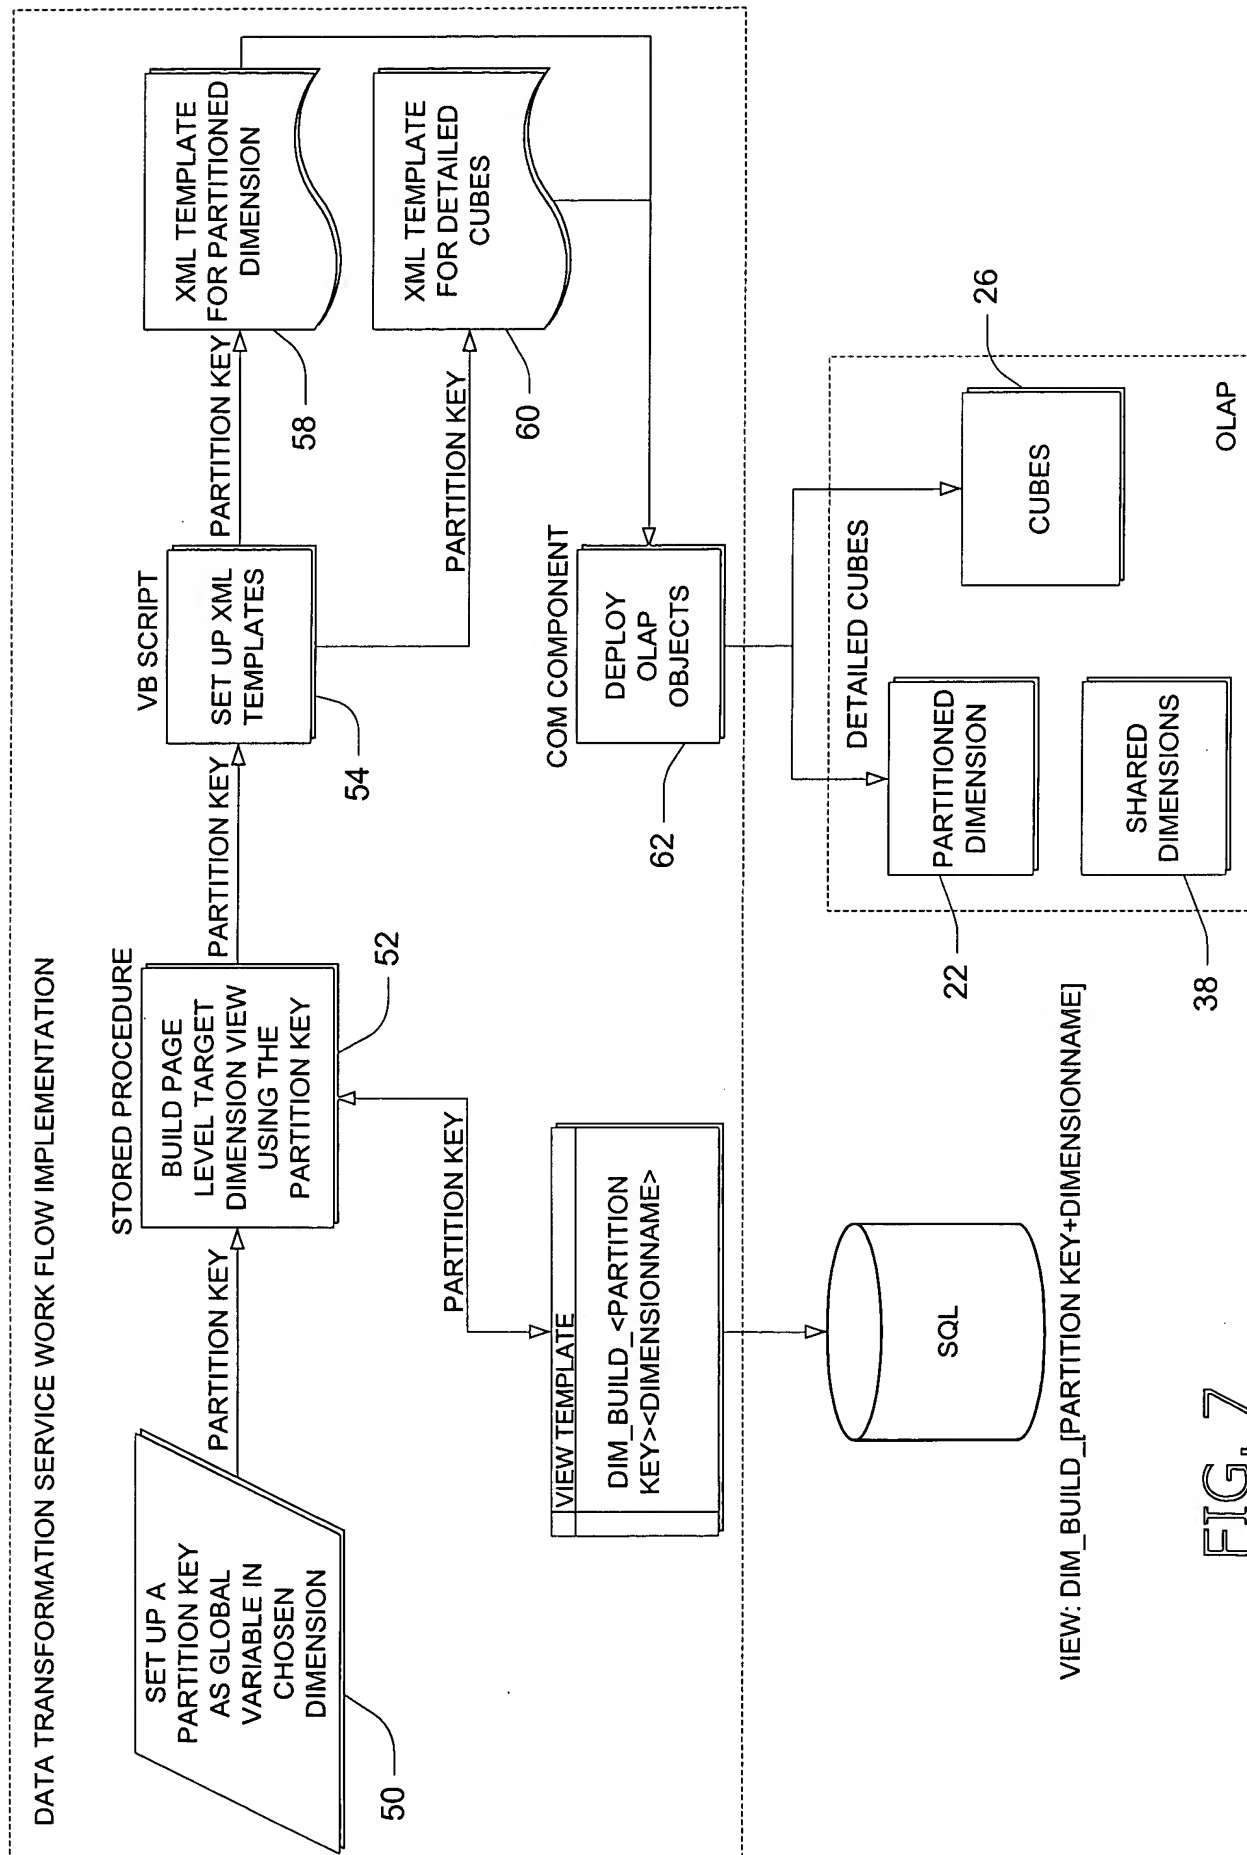 DATA TRANSFORMATION SERVICE WORK FLOW IMPLEMENTATION
SET UP A
PARTITION KEY
AS GLOBAL
VARIABLE IN
CHOSEN
DIMENSION
50
PARTITION KEY
STORED PROCEDURE
BUILD PAGE
LEVEL TARGET
DIMENSION VIEW
USING THE
PARTITION KEY
52
PARTITION KEY
VB SCRIPT
SET UP XML
TEMPLATES
54
PARTITION KEY
XML TEMPLATE
FOR PARTITIONED
DIMENSION
58
PARTITION KEY
XML TEMPLATE
FOR DETAILED
CUBES
60
PARTITION KEY
VIEW TEMPLATE
DIM_BUILD_<PARTITION
KEY><DIMENSIONNAME>
COM COMPONENT
DEPLOY
OLAP
OBJECTS
62
SQL
VIEW: DIM_BUILD_[PARTITION KEY+DIMENSIONNAME]
DETAILED CUBES
PARTITIONED
DIMENSION
22
CUBES
26
SHARED
DIMENSIONS
38
OLAP
FIG. 7